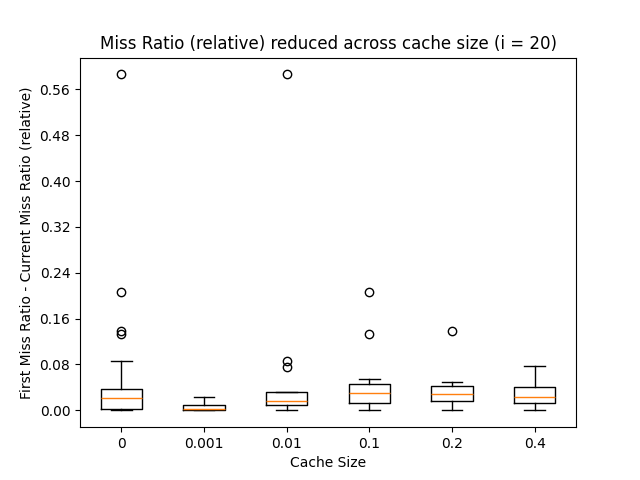 Miss Ratio (relative) reduced across cache size (i = 20)
First Miss Ratio - Current Miss Ratio (relative)
0.56
0.48
0.40
0.32
0.24
0.16
0.08
0.00
0 0.001 0.01 0.1 0.2 0.4
Cache Size